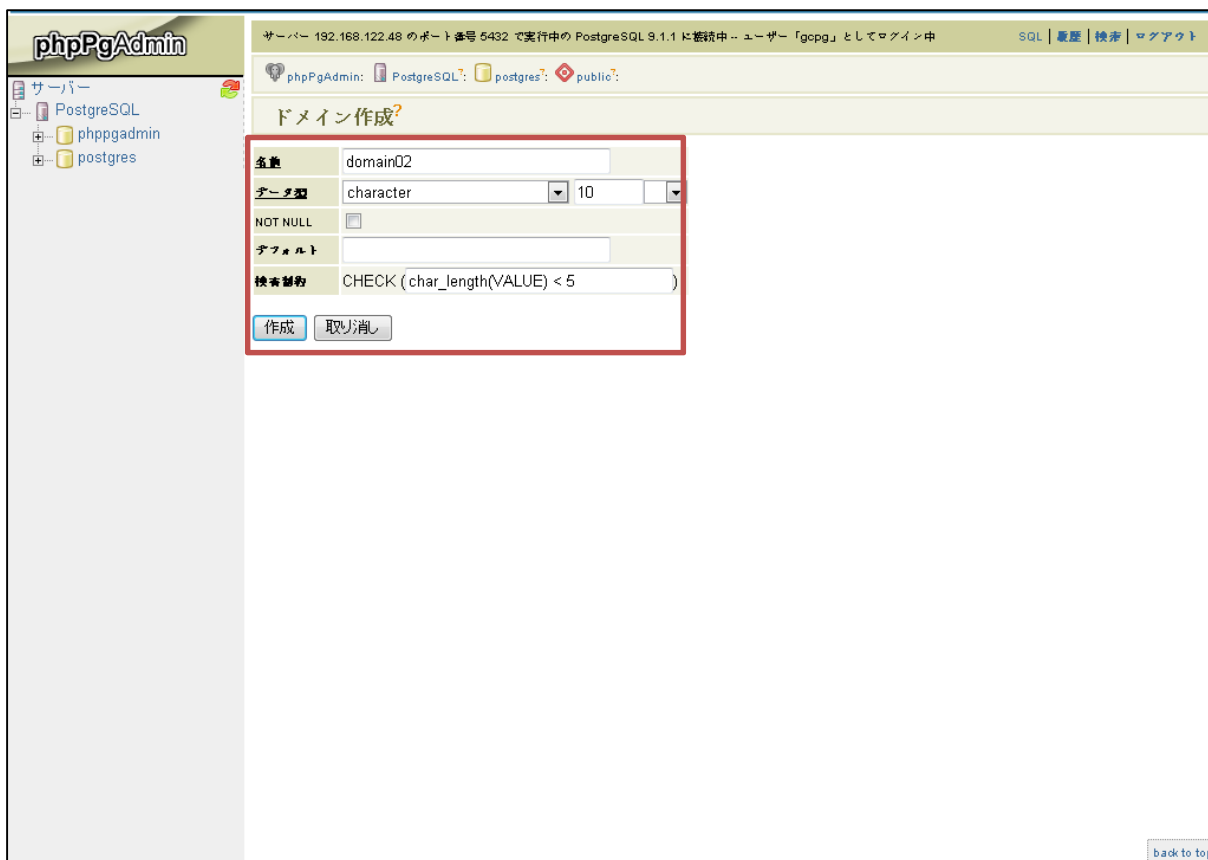 phpPgAdmin
サーバー 192.168.122.48 のポート番号 5432 で実行中の PostgreSQL 9.1.1 に接続中 -- ユーザー「gcpg」としてログイン中
SQL | 履歴 | 検索 | ログアウト
phpPgAdmin: PostgreSQL?: postgres?: public?:
サーバー
PostgreSQL
phppgadmin
postgres
ドメイン作成?
名前 domain02
データ型 character 10
NOT NULL
デフォルト
検査制約 CHECK ( char_length(VALUE) < 5 )
作成 取り消し
back to top